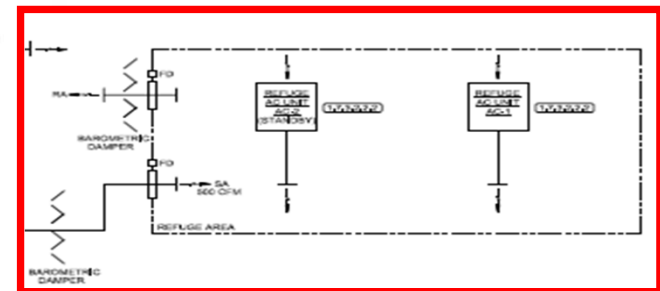 FD
RA
BAROMETRIC
DAMPER
REFUGE
AC UNIT
AC-2
(STANDBY)
REFUGE
AC UNIT
AC-1
FD
SA
500 CFM
REFUGE AREA
BAROMETRIC
DAMPER